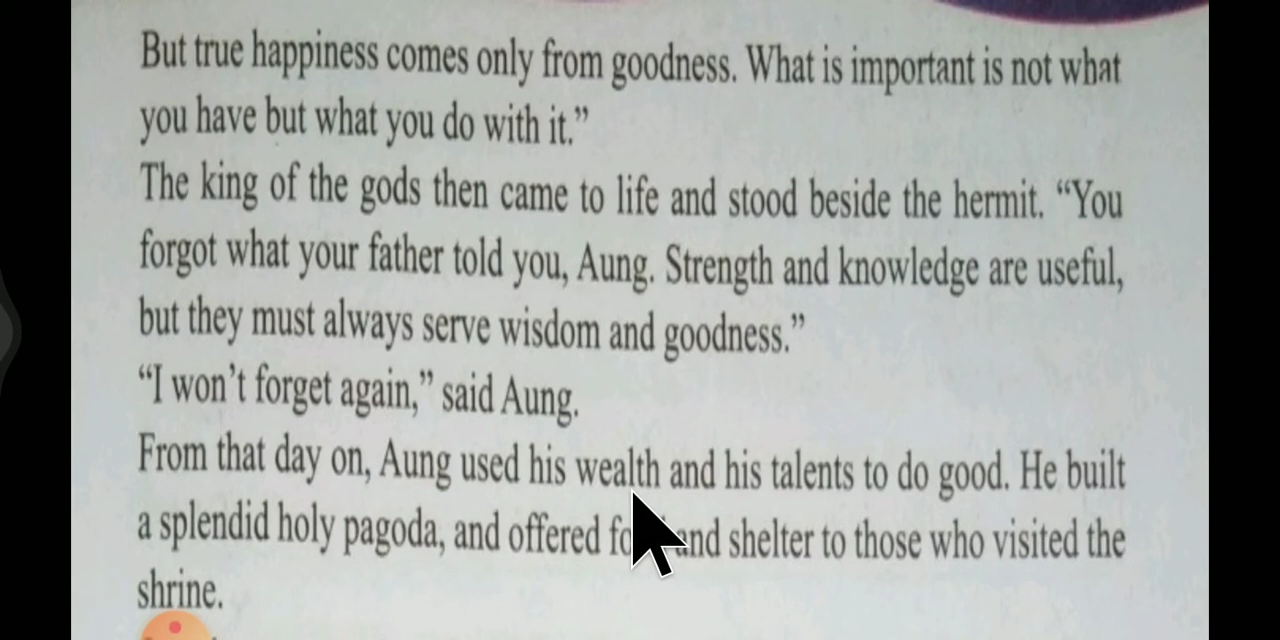 But true happiness comes only from goodness. What is important is not what
you have but what you do with it.”
The king of the gods then came to life and stood beside the hermit. “You
forgot what your father told you, Aung. Strength and knowledge are useful,
but they must always serve wisdom and goodness.”
“I won’t forget again,” said Aung.
From that day on, Aung used his wealth and his talents to do good. He built
a splendid holy pagoda, and offered and shelter to those who visited the
shrine.